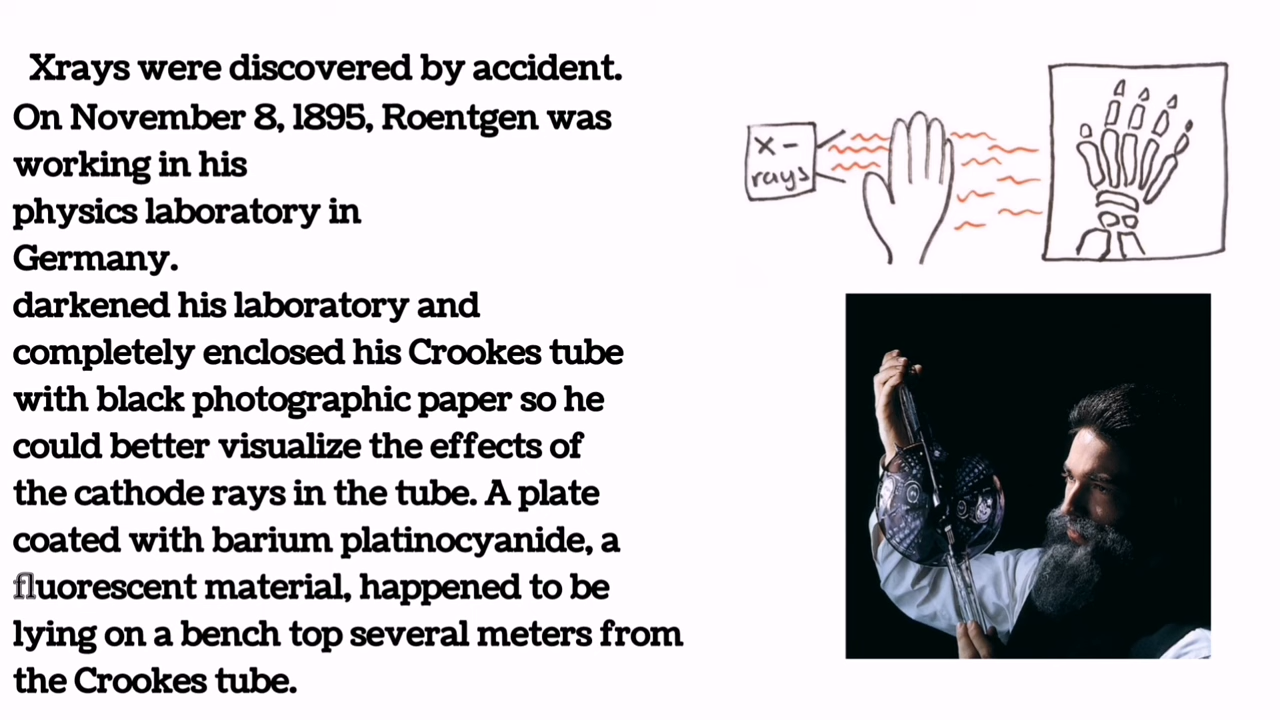 Xrays were discovered by accident.
On November 8, 1895, Roentgen was
working in his
physics laboratory in
Germany.
darkened his laboratory and
completely enclosed his Crookes tube
with black photographic paper so he
could better visualize the effects of
the cathode rays in the tube. A plate
coated with barium platinocyanide, a
fluorescent material, happened to be
lying on a bench top several meters from
the Crookes tube.
x-
rays